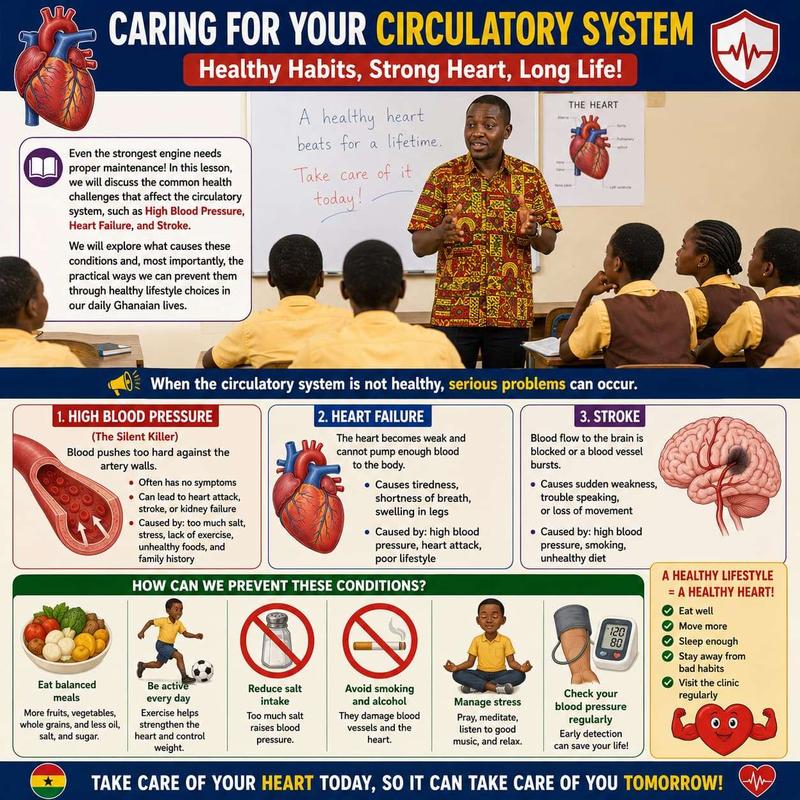 CARING FOR YOUR CIRCULATORY SYSTEM
Healthy Habits, Strong Heart, Long Life!
A healthy heart
beats for a lifetime.
Take care of it
today!
THE HEART
Even the strongest engine needs
proper maintenance! In this lesson,
we will discuss the common health
challenges that affect the circulatory
system, such as High Blood Pressure,
Heart Failure, and Stroke.
We will explore what causes these
conditions and, most importantly, the
practical ways we can prevent them
through healthy lifestyle choices in
our daily Ghanaian lives.
When the circulatory system is not healthy, serious problems can occur.
1. HIGH BLOOD PRESSURE
(The Silent Killer)
Blood pushes too hard against the
artery walls.
• Often has no symptoms
• Can lead to heart attack,
stroke, or kidney failure
• Caused by: too much salt,
stress, lack of exercise,
unhealthy foods, and
family history
2. HEART FAILURE
The heart becomes weak and
cannot pump enough blood
to the body.
• Causes tiredness,
shortness of breath,
swelling in legs
• Caused by: high blood
pressure, heart attack,
poor lifestyle
3. STROKE
Blood flow to the brain is
blocked or a blood vessel
bursts.
• Causes sudden weakness,
trouble speaking,
or loss of movement
• Caused by: high blood
pressure, smoking,
unhealthy diet
HOW CAN WE PREVENT THESE CONDITIONS?
Eat balanced
meals
More fruits, vegetables,
whole grains, and less oil,
salt, and sugar.
Be active
every day
Exercise helps
strengthen the
heart and control
weight.
Reduce salt
intake
Too much salt
raises blood
pressure.
Avoid smoking
and alcohol
They damage blood
vessels and the
heart.
Manage stress
Pray, meditate,
listen to good
music, and relax.
120
80
Check your
blood pressure
regularly
Early detection
can save your life!
A HEALTHY LIFESTYLE
= A HEALTHY HEART!
Eat well
Move more
Sleep enough
Stay away from
bad habits
Visit the clinic
regularly
TAKE CARE OF YOUR HEART TODAY, SO IT CAN TAKE CARE OF YOU TOMORROW!